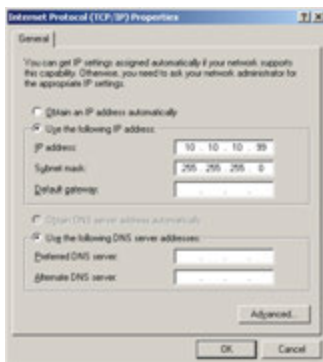 Internet Protocol (TCP/IP) Properties
General
You can get IP settings assigned automatically if your network supports
this capability. Otherwise, you need to ask your network administrator for
the appropriate IP settings.
Obtain an IP address automatically
Use the following IP address:
IP address: 10 . 10 . 10 . 99
Subnet mask: 255 . 255 . 255 . 0
Default gateway: . . .
Obtain DNS server address automatically
Use the following DNS server addresses:
Preferred DNS server: . . .
Alternate DNS server: . . .
Advanced...
OK Cancel